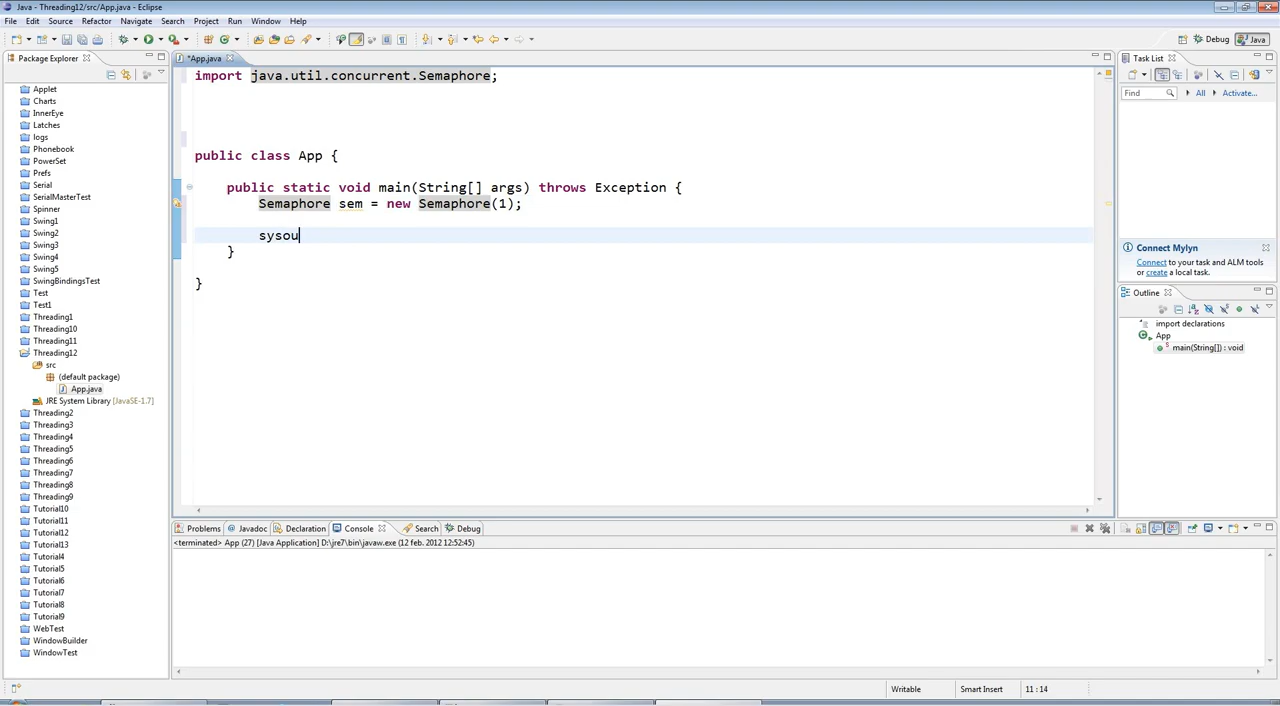 Java - Threading12/src/App.java - Eclipse
File Edit Source Refactor Navigate Search Project Run Window Help
Debug Java
Package Explorer
*App.java
Task List
Find All Activate...
Applet
Charts
InnerEye
Latches
logs
Phonebook
PowerSet
Prefs
Serial
SerialMasterTest
Spinner
Swing1
Swing2
Swing3
Swing4
Swing5
SwingBindingsTest
Test
Test1
Threading1
Threading10
Threading11
Threading12
src
(default package)
App.java
JRE System Library [JavaSE-1.7]
Threading2
Threading3
Threading4
Threading5
Threading6
Threading7
Threading8
Threading9
Tutorial10
Tutorial11
Tutorial12
Tutorial13
Tutorial4
Tutorial5
Tutorial6
Tutorial7
Tutorial8
Tutorial9
WebTest
WindowBuilder
WindowTest
import java.util.concurrent.Semaphore;
public class App {
public static void main(String[] args) throws Exception {
Semaphore sem = new Semaphore(1);
sysou
}
}
Connect Mylyn
Connect to your task and ALM tools
or create a local task.
Outline
import declarations
App
main(String[]) : void
Problems Javadoc Declaration Console Search Debug
<terminated> App (27) [Java Application] D:\jre7\bin\javaw.exe (12 feb. 2012 12:52:45)
Writable Smart Insert 11 : 14